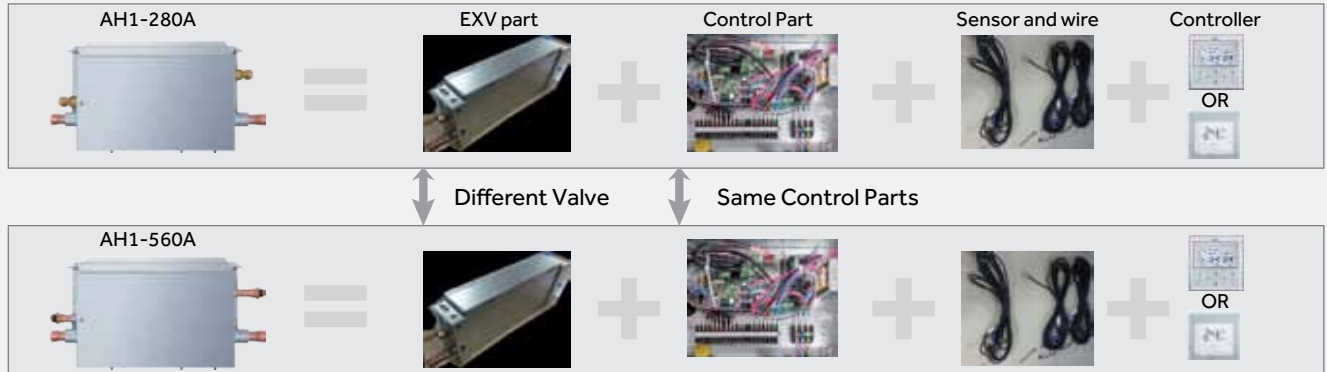 AH1-280A EXV part Control Part Sensor and wire Controller
OR
Different Valve Same Control Parts
AH1-560A
OR